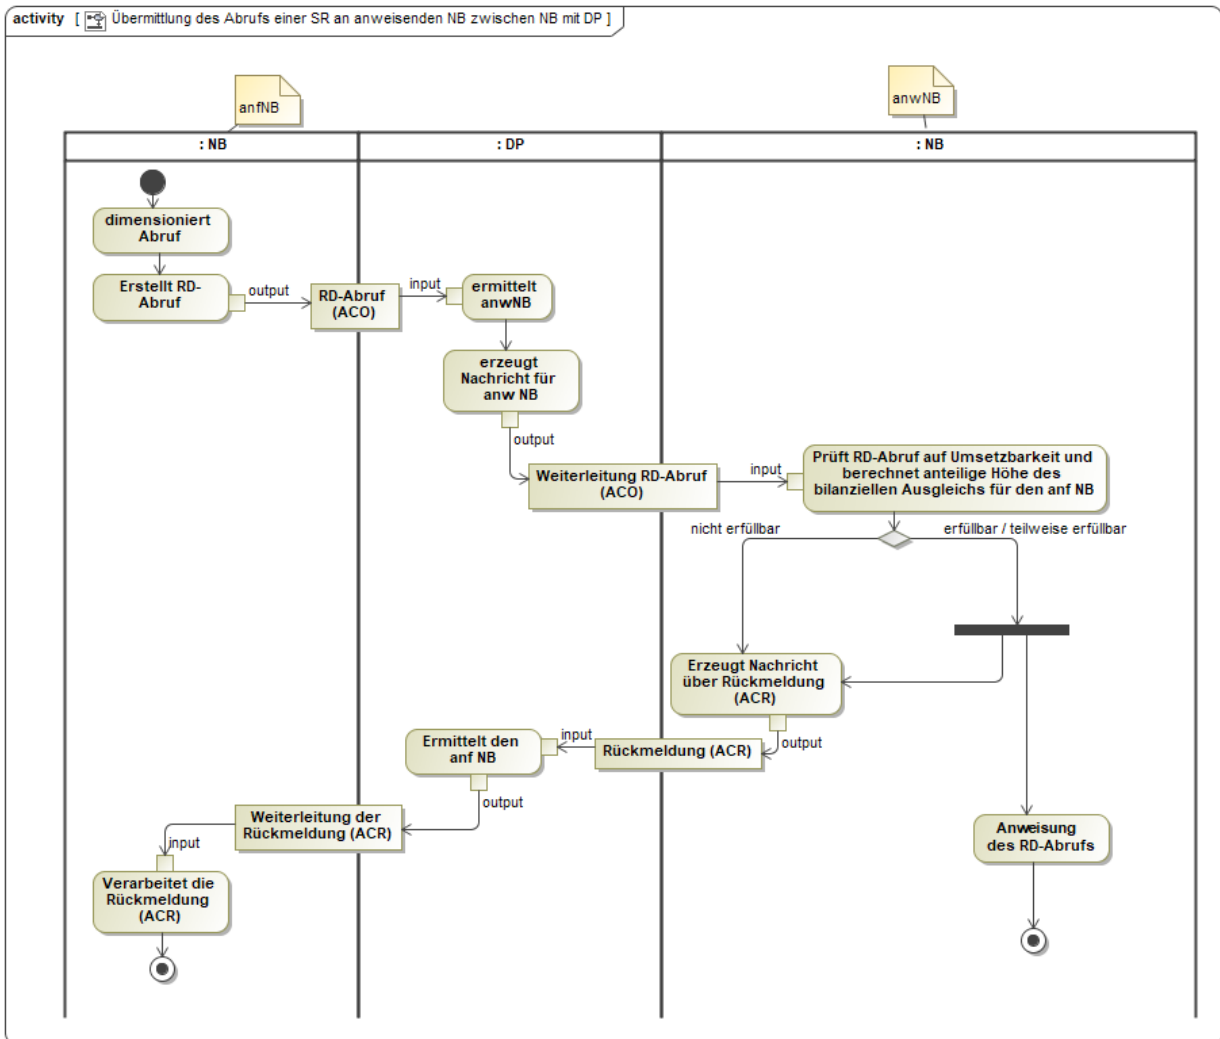 activity [ Übermittlung des Abrufs einer SR an anweisenden NB zwischen NB mit DP ]
anfNB
anwNB
: NB
: DP
: NB
dimensioniert
Abruf
Erstellt RD-
Abruf
output
RD-Abruf
(ACO)
input
ermittelt
anwNB
erzeugt
Nachricht für
anw NB
output
Weiterleitung RD-Abruf
(ACO)
input
Prüft RD-Abruf auf Umsetzbarkeit und
berechnet anteilige Höhe des
bilanziellen Ausgleichs für den anf NB
nicht erfüllbar
erfüllbar / teilweise erfüllbar
Erzeugt Nachricht
über Rückmeldung
(ACR)
output
Rückmeldung (ACR)
input
Ermittelt den
anf NB
output
Weiterleitung der
Rückmeldung (ACR)
input
Verarbeitet die
Rückmeldung
(ACR)
Anweisung
des RD-Abrufs